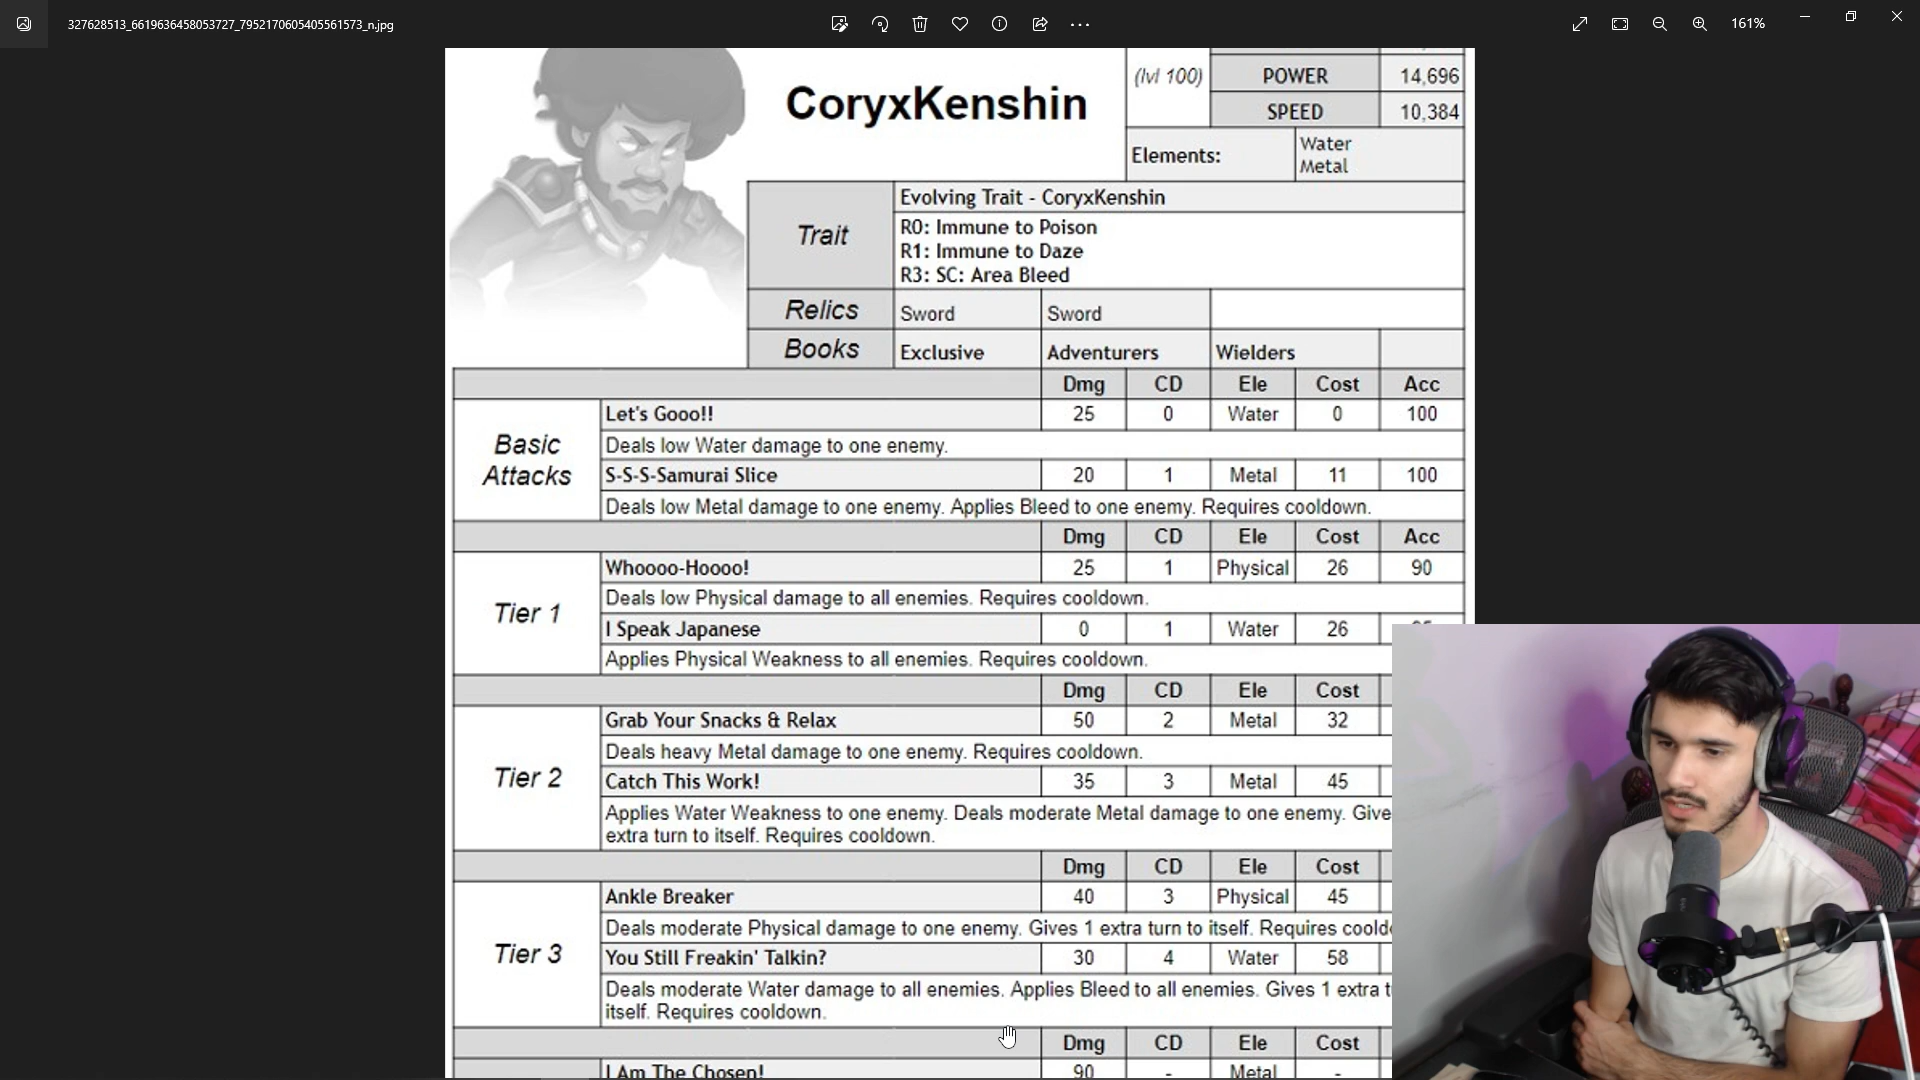 327628513_6619636458053727_7952170605405561573_n.jpg
161%
CoryxKenshin
(lvl 100)
POWER 14,696
SPEED 10,384
Elements: Water
Metal
Trait
Evolving Trait - CoryxKenshin
R0: Immune to Poison
R1: Immune to Daze
R3: SC: Area Bleed
Relics Sword Sword
Books Exclusive Adventurers Wielders
Dmg CD Ele Cost Acc
Basic Attacks
Let's Gooo!! 25 0 Water 0 100
Deals low Water damage to one enemy.
S-S-S-Samurai Slice 20 1 Metal 11 100
Deals low Metal damage to one enemy. Applies Bleed to one enemy. Requires cooldown.
Dmg CD Ele Cost Acc
Tier 1
Whoooo-Hoooo! 25 1 Physical 26 90
Deals low Physical damage to all enemies. Requires cooldown.
I Speak Japanese 0 1 Water 26
Applies Physical Weakness to all enemies. Requires cooldown.
Dmg CD Ele Cost
Tier 2
Grab Your Snacks & Relax 50 2 Metal 32
Deals heavy Metal damage to one enemy. Requires cooldown.
Catch This Work! 35 3 Metal 45
Applies Water Weakness to one enemy. Deals moderate Metal damage to one enemy. Give
extra turn to itself. Requires cooldown.
Dmg CD Ele Cost
Tier 3
Ankle Breaker 40 3 Physical 45
Deals moderate Physical damage to one enemy. Gives 1 extra turn to itself. Requires coold
You Still Freakin' Talkin? 30 4 Water 58
Deals moderate Water damage to all enemies. Applies Bleed to all enemies. Gives 1 extra t
itself. Requires cooldown.
Dmg CD Ele Cost
I Am The Chosen! 90 - Metal -